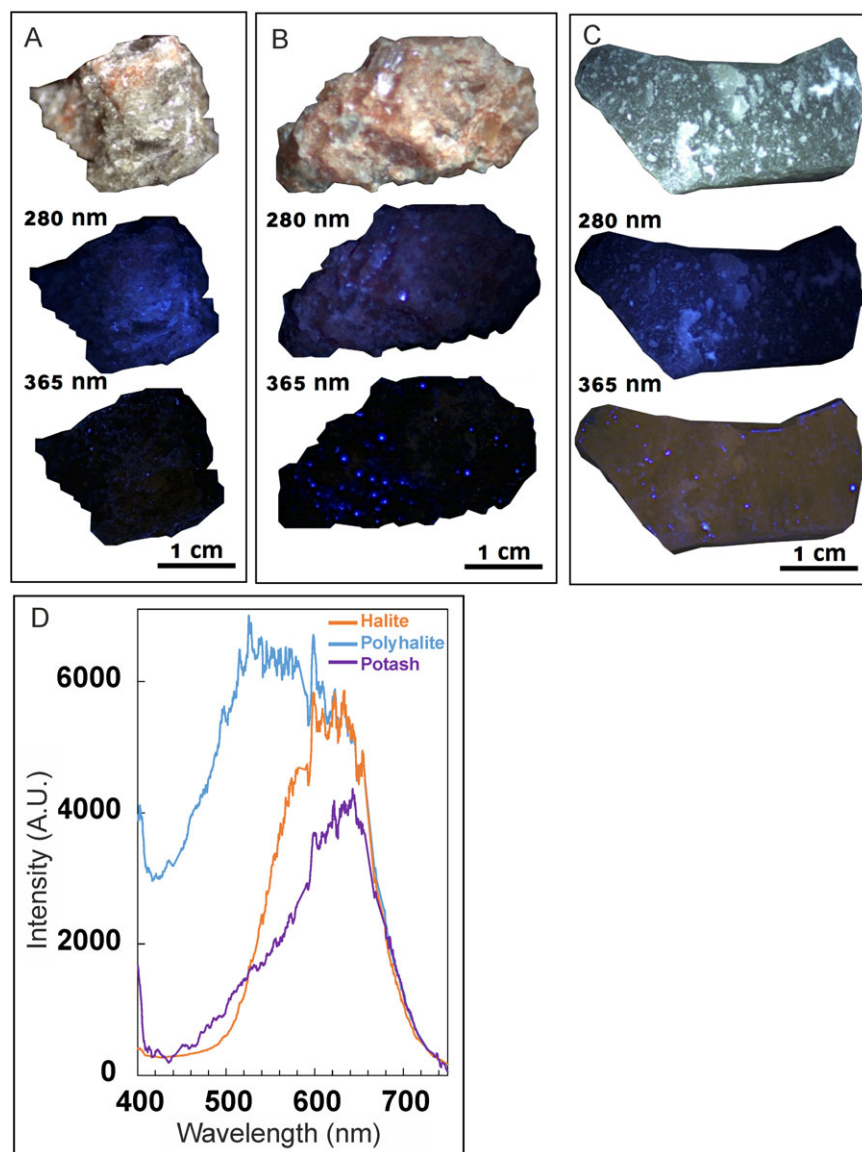 A
280 nm
365 nm
1 cm
B
280 nm
365 nm
1 cm
C
280 nm
365 nm
1 cm
D
Halite
Polyhalite
Potash
6000
4000
2000
0
Intensity (A.U.)
400 500 600 700
Wavelength (nm)